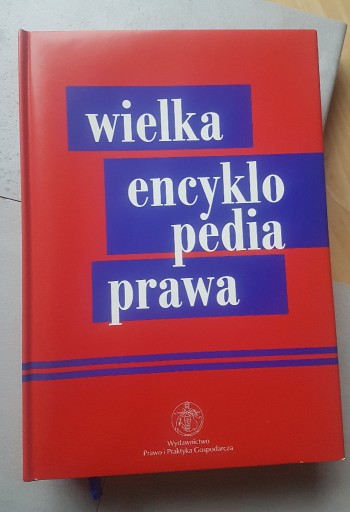 wielka
encyklo
pedia
prawa
Wydawnictwo
Prawo i Praktyka Gospodarcza